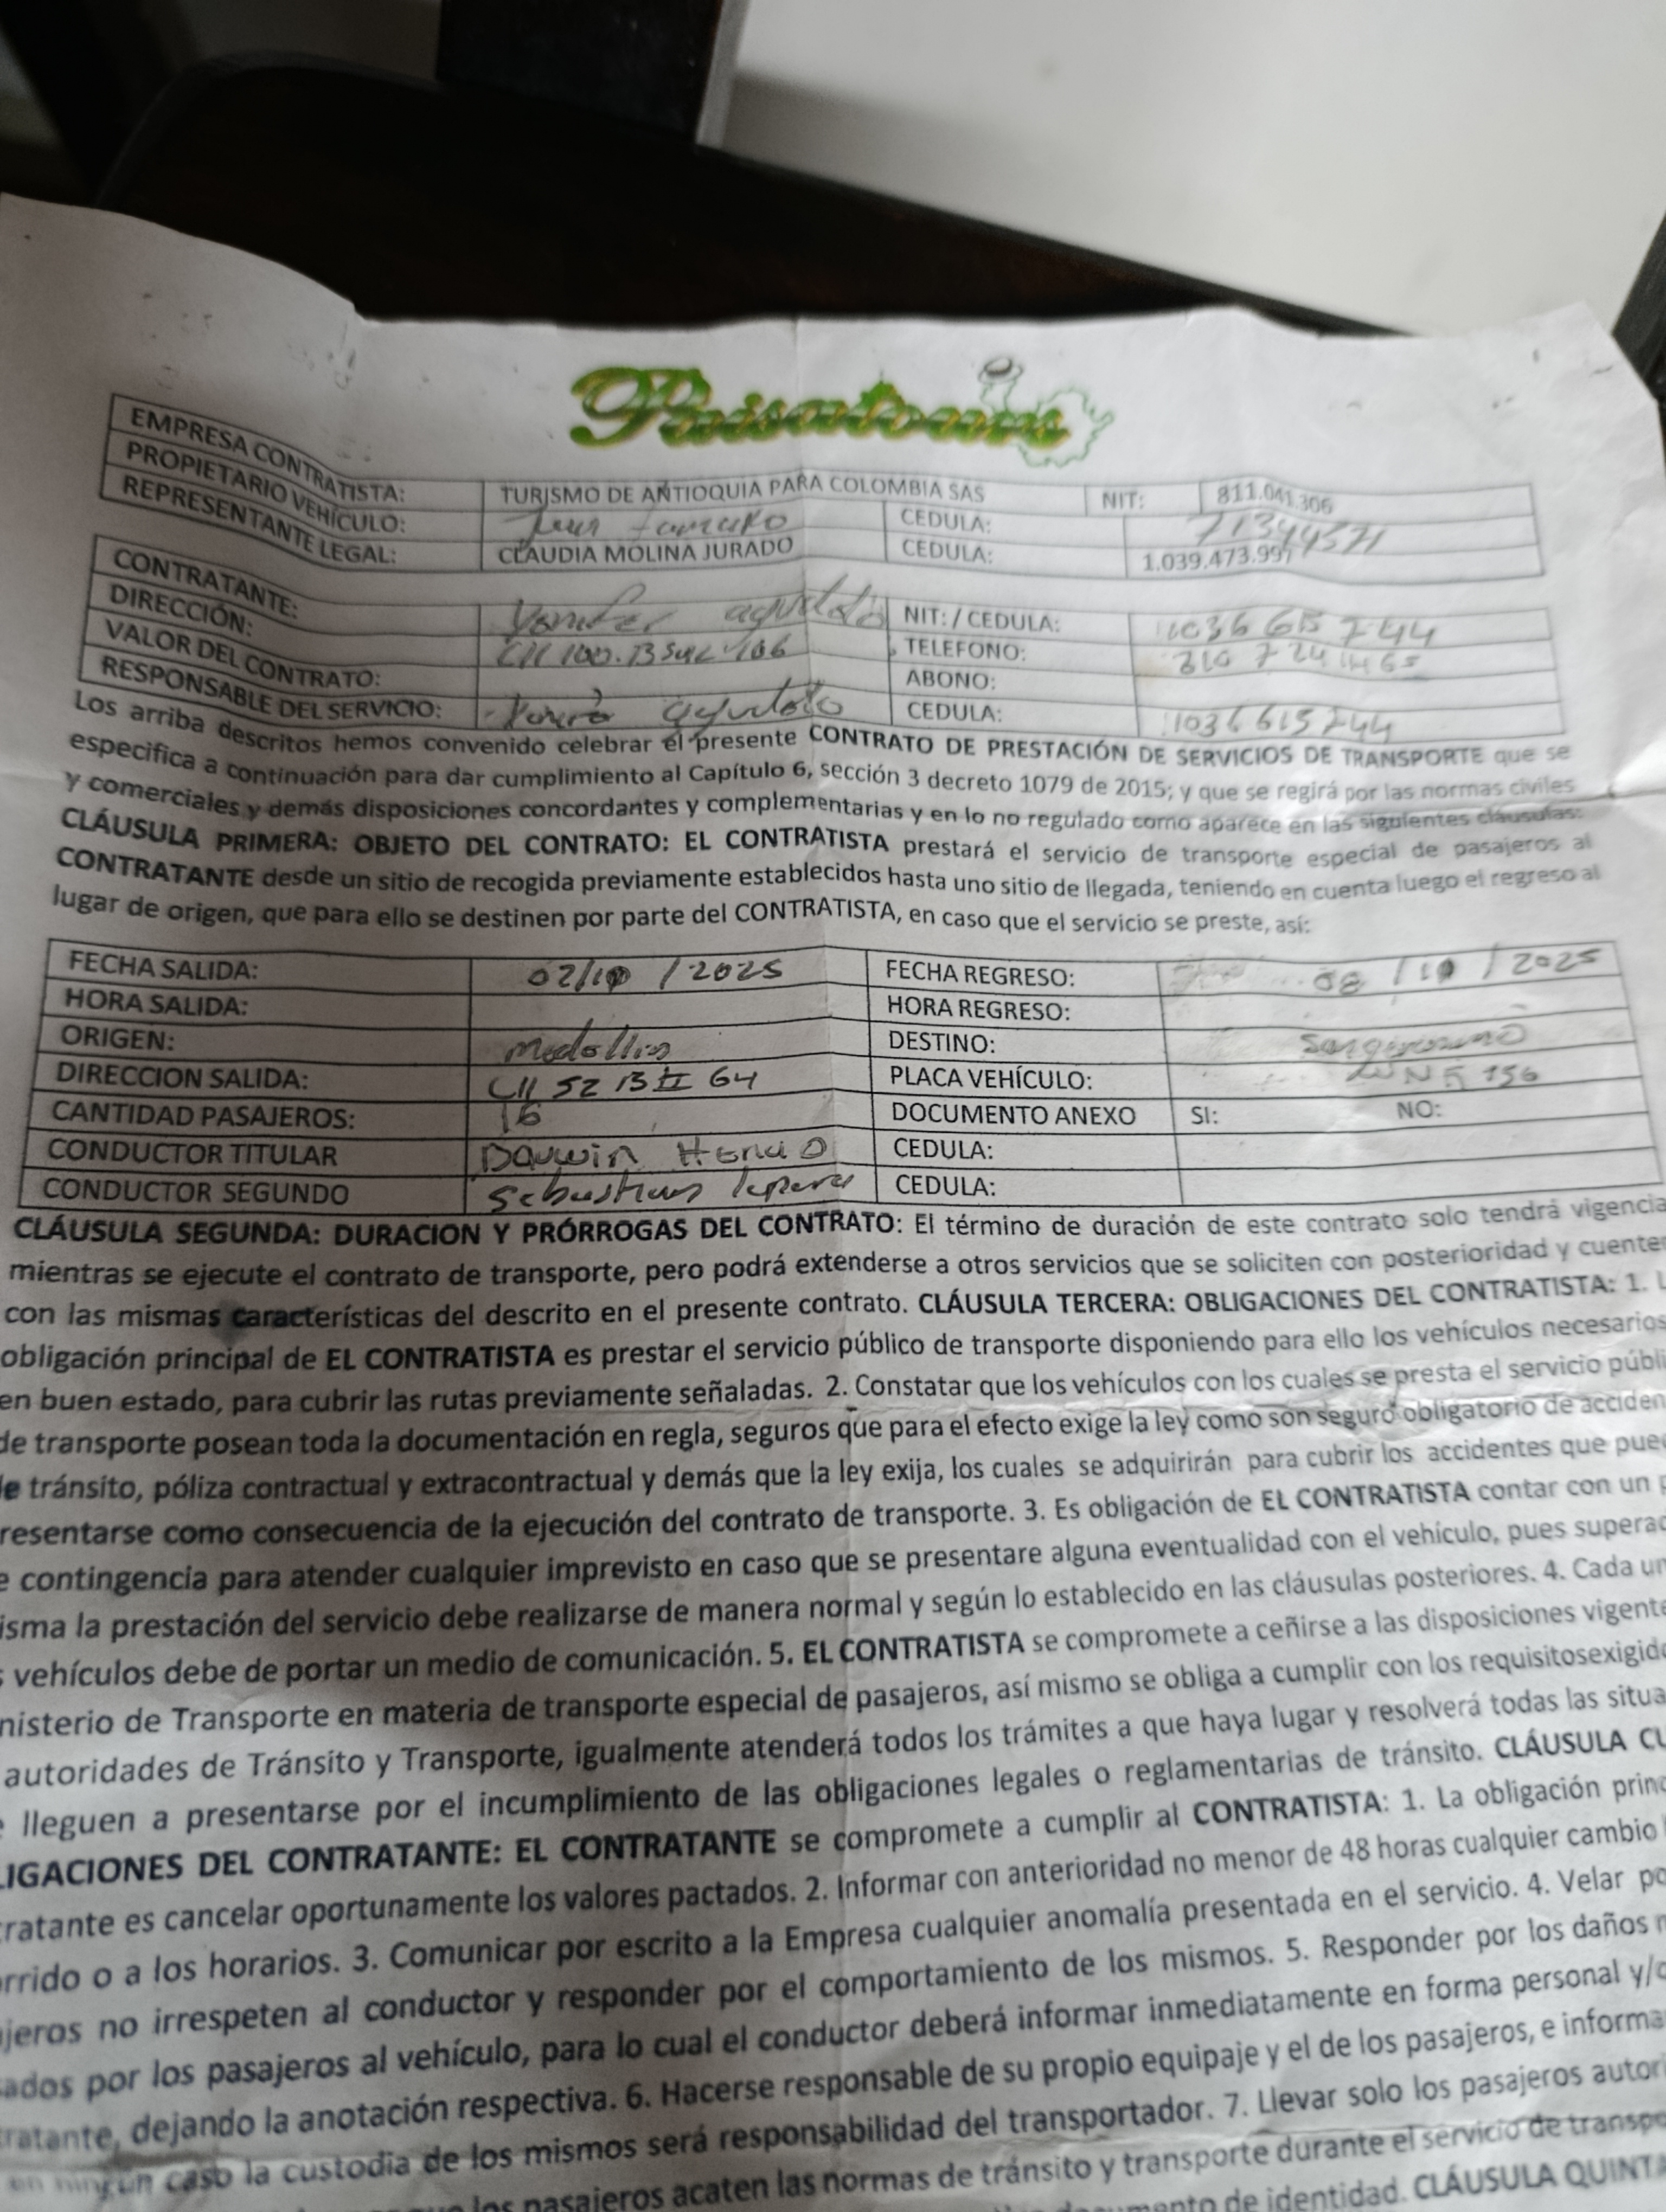 Paisatours
EMPRESA CONTRATISTA: TURISMO DE ANTIOQUIA PARA COLOMBIA SAS NIT: 811.041.306
PROPIETARIO VEHÍCULO: CEDULA: 71344571
REPRESENTANTE LEGAL: CLAUDIA MOLINA JURADO CEDULA: 1.039.473.997
CONTRATANTE: agudelo NIT: / CEDULA: 1036615744
DIRECCIÓN: TELEFONO:
VALOR DEL CONTRATO: ABONO:
RESPONSABLE DEL SERVICIO: agudelo CEDULA: 1036615744
Los arriba descritos hemos convenido celebrar el presente CONTRATO DE PRESTACIÓN DE SERVICIOS DE TRANSPORTE que se
especifica a continuación para dar cumplimiento al Capítulo 6, sección 3 decreto 1079 de 2015; y que se regirá por las normas civiles
y comerciales y demás disposiciones concordantes y complementarias y en lo no regulado como aparece en las siguientes cláusulas:
CLÁUSULA PRIMERA: OBJETO DEL CONTRATO: EL CONTRATISTA prestará el servicio de transporte especial de pasajeros al
CONTRATANTE desde un sitio de recogida previamente establecidos hasta uno sitio de llegada, teniendo en cuenta luego el regreso al
lugar de origen, que para ello se destinen por parte del CONTRATISTA, en caso que el servicio se preste, así:
FECHA SALIDA: 02/10/2025 FECHA REGRESO: 08/10/2025
HORA SALIDA: HORA REGRESO:
ORIGEN: Medellin DESTINO:
DIRECCION SALIDA: Cll 52 B II 64 PLACA VEHÍCULO:
CANTIDAD PASAJEROS: 16 DOCUMENTO ANEXO SI: NO:
CONDUCTOR TITULAR Darwin Henao CEDULA:
CONDUCTOR SEGUNDO Sebastian CEDULA:
CLÁUSULA SEGUNDA: DURACION Y PRÓRROGAS DEL CONTRATO: El término de duración de este contrato solo tendrá vigencia
mientras se ejecute el contrato de transporte, pero podrá extenderse a otros servicios que se soliciten con posterioridad y cuenten
con las mismas características del descrito en el presente contrato. CLÁUSULA TERCERA: OBLIGACIONES DEL CONTRATISTA: 1. L
obligación principal de EL CONTRATISTA es prestar el servicio público de transporte disponiendo para ello los vehículos necesarios
en buen estado, para cubrir las rutas previamente señaladas. 2. Constatar que los vehículos con los cuales se presta el servicio públi
de transporte posean toda la documentación en regla, seguros que para el efecto exige la ley como son seguro obligatorio de acciden
de tránsito, póliza contractual y extracontractual y demás que la ley exija, los cuales se adquirirán para cubrir los accidentes que pued
resentarse como consecuencia de la ejecución del contrato de transporte. 3. Es obligación de EL CONTRATISTA contar con un p
e contingencia para atender cualquier imprevisto en caso que se presentare alguna eventualidad con el vehículo, pues superad
isma la prestación del servicio debe realizarse de manera normal y según lo establecido en las cláusulas posteriores. 4. Cada un
s vehículos debe de portar un medio de comunicación. 5. EL CONTRATISTA se compromete a ceñirse a las disposiciones vigente
nisterio de Transporte en materia de transporte especial de pasajeros, así mismo se obliga a cumplir con los requisitosexigido
autoridades de Tránsito y Transporte, igualmente atenderá todos los trámites a que haya lugar y resolverá todas las situa
e lleguen a presentarse por el incumplimiento de las obligaciones legales o reglamentarias de tránsito. CLÁUSULA CU
LIGACIONES DEL CONTRATANTE: EL CONTRATANTE se compromete a cumplir al CONTRATISTA: 1. La obligación princ
tratante es cancelar oportunamente los valores pactados. 2. Informar con anterioridad no menor de 48 horas cualquier cambio
orrido o a los horarios. 3. Comunicar por escrito a la Empresa cualquier anomalía presentada en el servicio. 4. Velar po
ajeros no irrespeten al conductor y responder por el comportamiento de los mismos. 5. Responder por los daños
ados por los pasajeros al vehículo, para lo cual el conductor deberá informar inmediatamente en forma personal y/o
ratante, dejando la anotación respectiva. 6. Hacerse responsable de su propio equipaje y el de los pasajeros, e informa
en ningún caso la custodia de los mismos será responsabilidad del transportador. 7. Llevar solo los pasajeros autori
los pasajeros acaten las normas de tránsito y transporte durante el servicio de transpo
de identidad. CLÁUSULA QUINTA